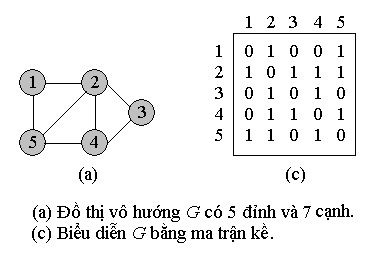 1 2 3 4 5
1 0 1 0 0 1
2 1 0 1 1 1
3 0 1 0 1 0
4 0 1 1 0 1
5 1 1 0 1 0
1 2
3
5 4
(a) (c)
(a) Đồ thị vô hướng G có 5 đỉnh và 7 cạnh.
(c) Biểu diễn G bằng ma trận kề.